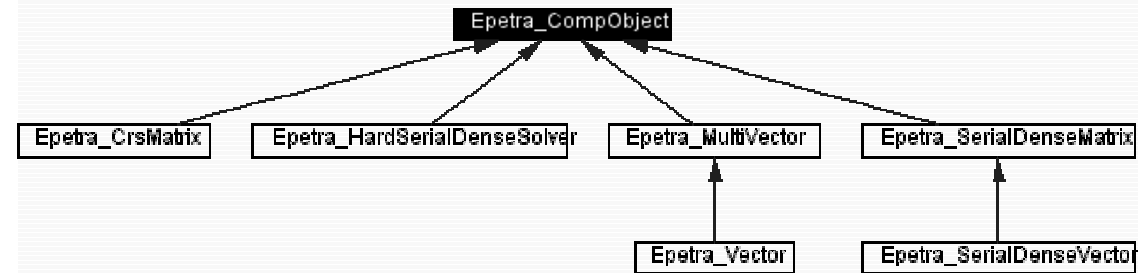 Epetra_CompObject
Epetra_CrsMatrix
Epetra_HardSerialDenseSolver
Epetra_MultiVector
Epetra_SerialDenseMatrix
Epetra_Vector
Epetra_SerialDenseVector